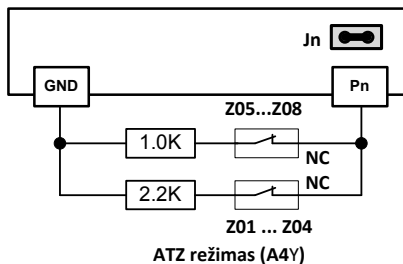 Jn
GND
Pn
Z05...Z08
1.0K
NC
NC
2.2K
Z01 ... Z04
ATZ režimas (A4Y)